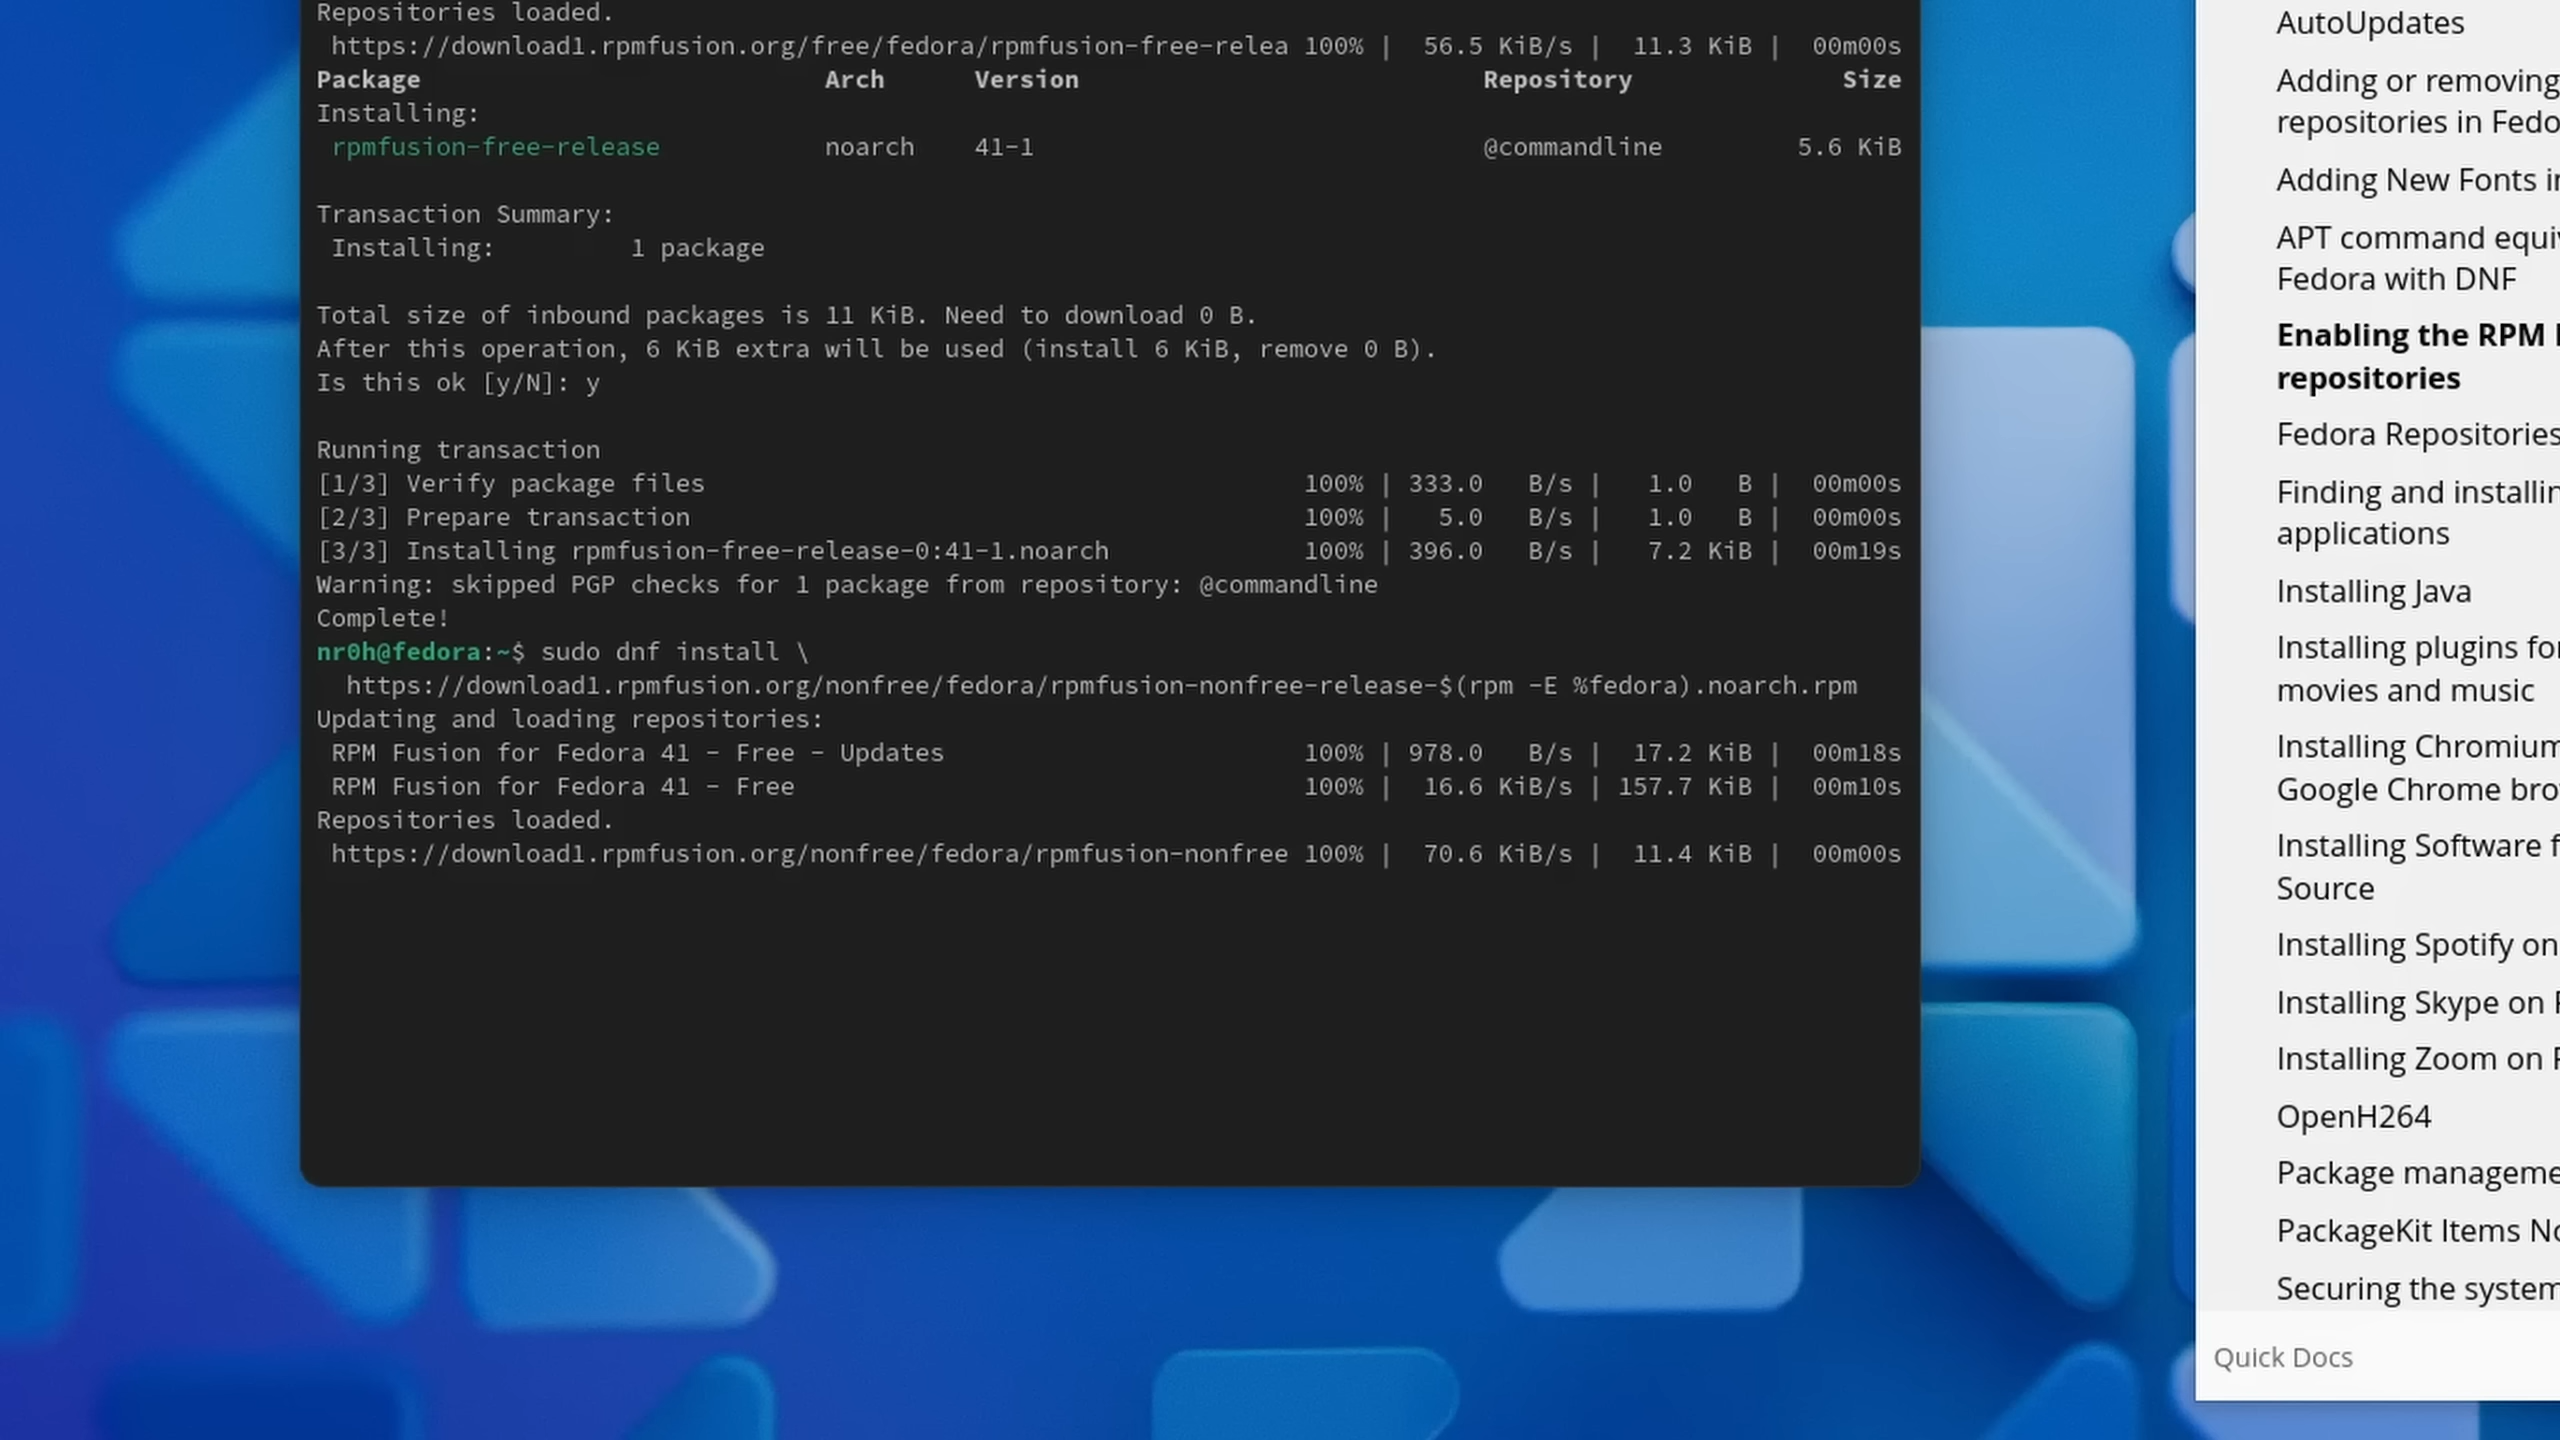 Repositories loaded.
 https://download1.rpmfusion.org/free/fedora/rpmfusion-free-relea 100% |  56.5 KiB/s |  11.3 KiB |  00m00s
Package                           Arch      Version                           Repository              Size
Installing:
 rpmfusion-free-release           noarch    41-1                              @commandline         5.6 KiB

Transaction Summary:
 Installing:         1 package

Total size of inbound packages is 11 KiB. Need to download 0 B.
After this operation, 6 KiB extra will be used (install 6 KiB, remove 0 B).
Is this ok [y/N]: y

Running transaction
[1/3] Verify package files                                        100% | 333.0   B/s |   1.0   B |  00m00s
[2/3] Prepare transaction                                         100% |   5.0   B/s |   1.0   B |  00m00s
[3/3] Installing rpmfusion-free-release-0:41-1.noarch             100% | 396.0   B/s |   7.2 KiB |  00m19s
Warning: skipped PGP checks for 1 package from repository: @commandline
Complete!
nr0h@fedora:~$ sudo dnf install \
  https://download1.rpmfusion.org/nonfree/fedora/rpmfusion-nonfree-release-$(rpm -E %fedora).noarch.rpm
Updating and loading repositories:
 RPM Fusion for Fedora 41 - Free - Updates                        100% | 978.0   B/s |  17.2 KiB |  00m18s
 RPM Fusion for Fedora 41 - Free                                  100% |  16.6 KiB/s | 157.7 KiB |  00m10s
Repositories loaded.
 https://download1.rpmfusion.org/nonfree/fedora/rpmfusion-nonfree 100% |  70.6 KiB/s |  11.4 KiB |  00m00s
AutoUpdates
Adding or removing
repositories in Fedo
Adding New Fonts in
APT command equiv
Fedora with DNF
Enabling the RPM
repositories
Fedora Repositories
Finding and installin
applications
Installing Java
Installing plugins for
movies and music
Installing Chromium
Google Chrome bro
Installing Software f
Source
Installing Spotify on
Installing Skype on
Installing Zoom on
OpenH264
Package manageme
PackageKit Items No
Securing the system
Quick Docs